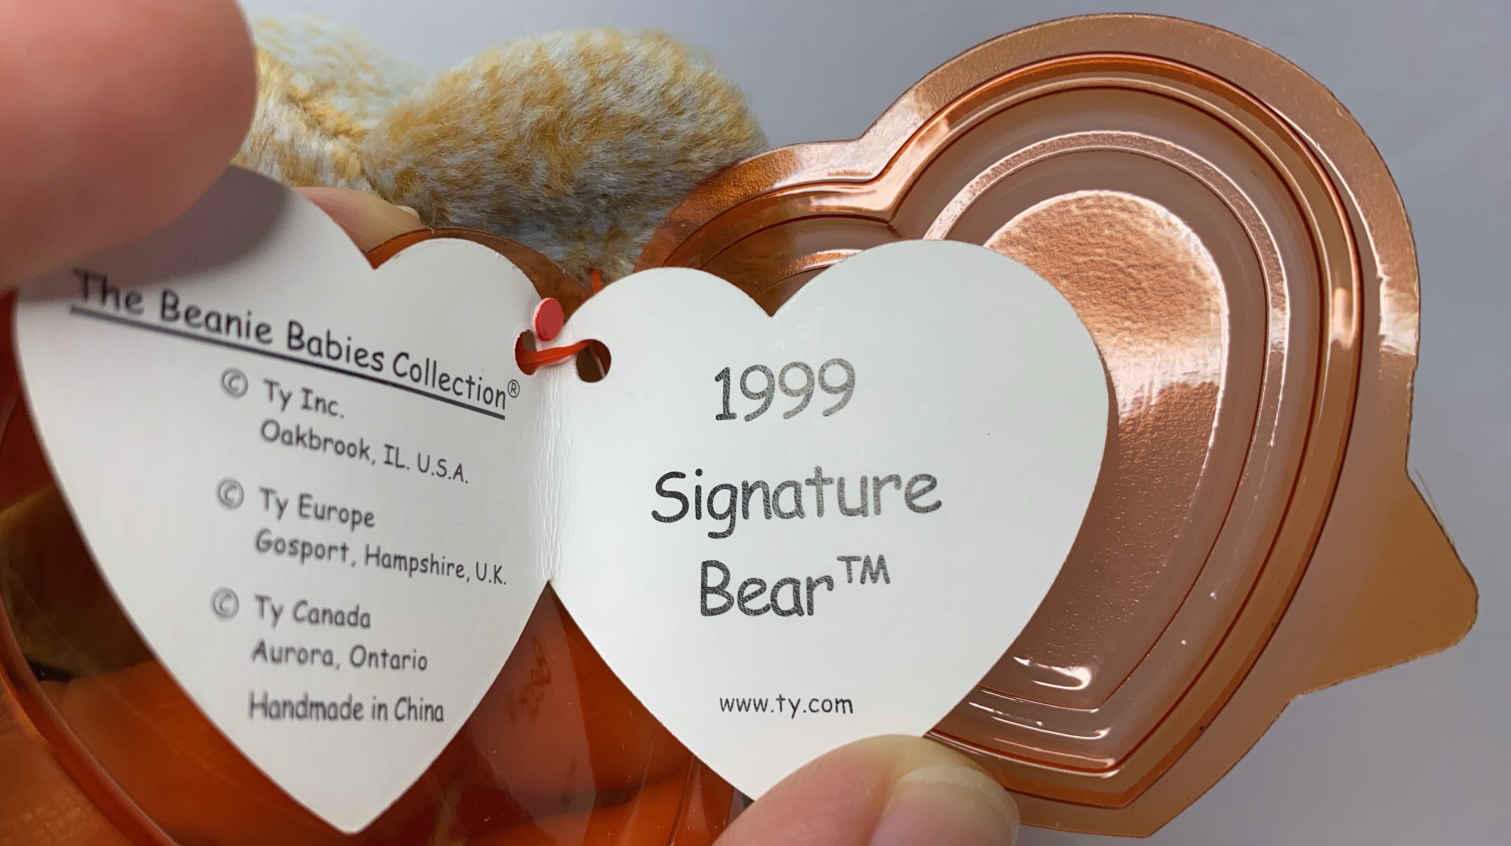 The Beanie Babies Collection®
© Ty Inc.
Oakbrook, IL. U.S.A.
© Ty Europe
Gosport, Hampshire, U.K.
© Ty Canada
Aurora, Ontario
Handmade in China
1999
Signature
Bear™
www.ty.com